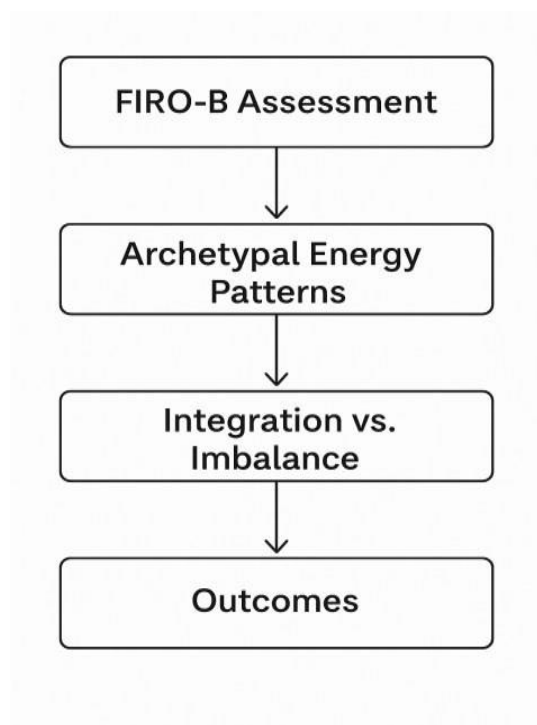 FIRO-B Assessment
Archetypal Energy
Patterns
Integration vs.
Imbalance
Outcomes